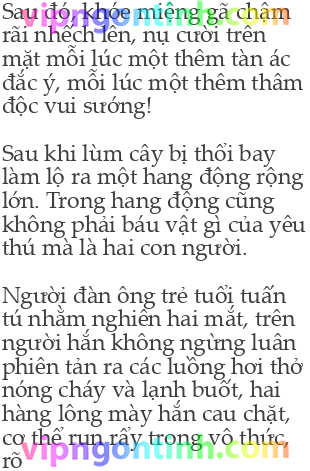 vipngontinh.com
Sau đó, khóe miệng gã chậm
rãi nhếch lên, nụ cười trên
mặt mỗi lúc một thêm tàn ác
đắc ý, mỗi lúc một thêm thâm
độc vui sướng!
Sau khi lùm cây bị thổi bay
làm lộ ra một hang động rộng
lớn. Trong hang động cũng
không phải báu vật gì của yêu
thú mà là hai con người.
Người đàn ông trẻ tuổi tuấn
tú nhằm nghiền hai mắt, trên
người hắn không ngừng luân
phiên tản ra các luồng hơi thở
nóng cháy và lạnh buốt, hai
hàng lông mày hắn cau chặt,
cơ thể run rẩy trong vô thức,
vipngontinh.com
rõ